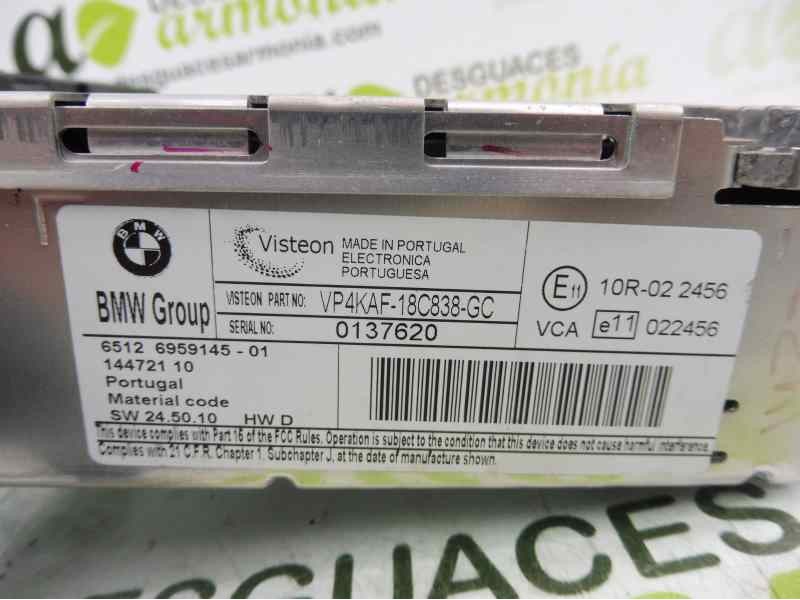 DESGUACES
armonía
desguacesarmonia.com
DESGUACES
armonía
BMW
BMW Group
Visteon
MADE IN PORTUGAL
ELECTRONICA
PORTUGUESA
VISTEON PART NO: VP4KAF-18C838-GC
SERIAL NO: 0137620
E11 10R-02 2456
VCA e11 022456
6512 6959145 - 01
144721 10
Portugal
Material code
SW 24.50.10 HW D
This device complies with Part 15 of the FCC Rules. Operation is subject to the condition that this device does not cause harmful interference.
Complies with 21 C.F.R. Chapter 1. Subchapter J, at the date of manufacture shown.
DESGUACES